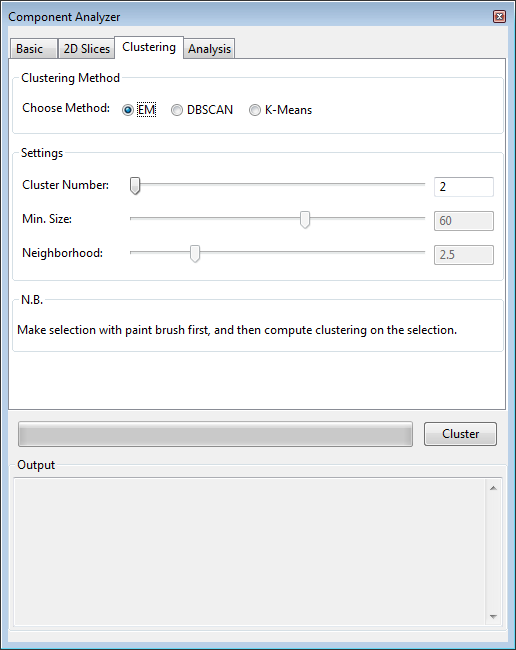 Component Analyzer
Basic 2D Slices Clustering Analysis
Clustering Method
Choose Method: EM DBSCAN K-Means
Settings
Cluster Number: 2
Min. Size: 60
Neighborhood: 2.5
N.B.
Make selection with paint brush first, and then compute clustering on the selection.
Cluster
Output